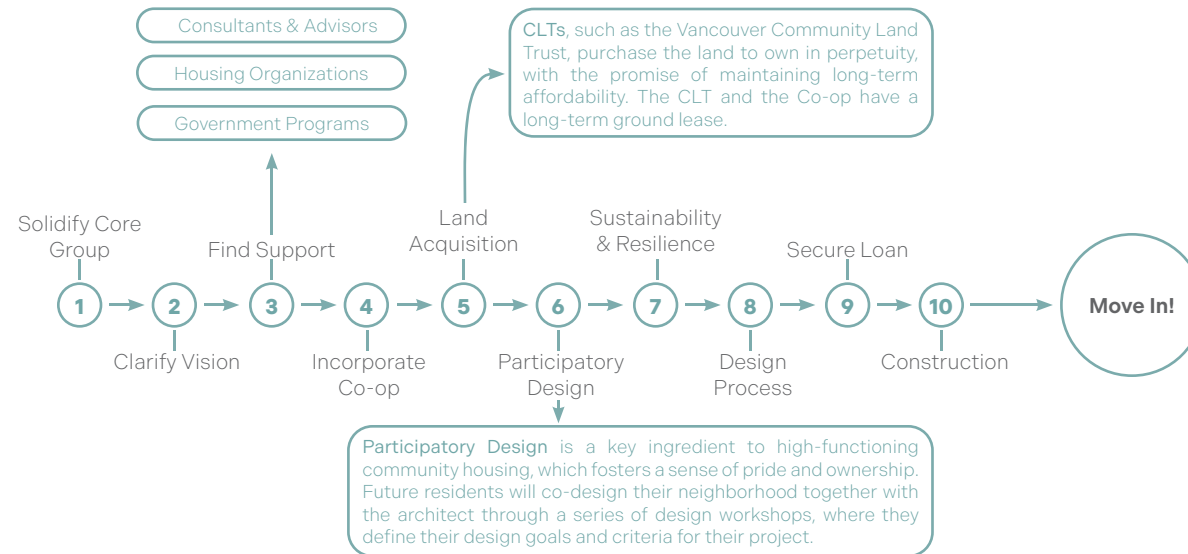 Consultants & Advisors
Housing Organizations
Government Programs
CLTs, such as the Vancouver Community Land
Trust, purchase the land to own in perpetuity,
with the promise of maintaining long-term
affordability. The CLT and the Co-op have a
long-term ground lease.
Solidify Core
Group
Find Support
Land
Acquisition
Sustainability
& Resilience
Secure Loan
1
2
3
4
5
6
7
8
9
10
Move In!
Clarify Vision
Incorporate
Co-op
Participatory
Design
Design
Process
Construction
Participatory Design is a key ingredient to high-functioning
community housing, which fosters a sense of pride and ownership.
Future residents will co-design their neighborhood together with
the architect through a series of design workshops, where they
define their design goals and criteria for their project.